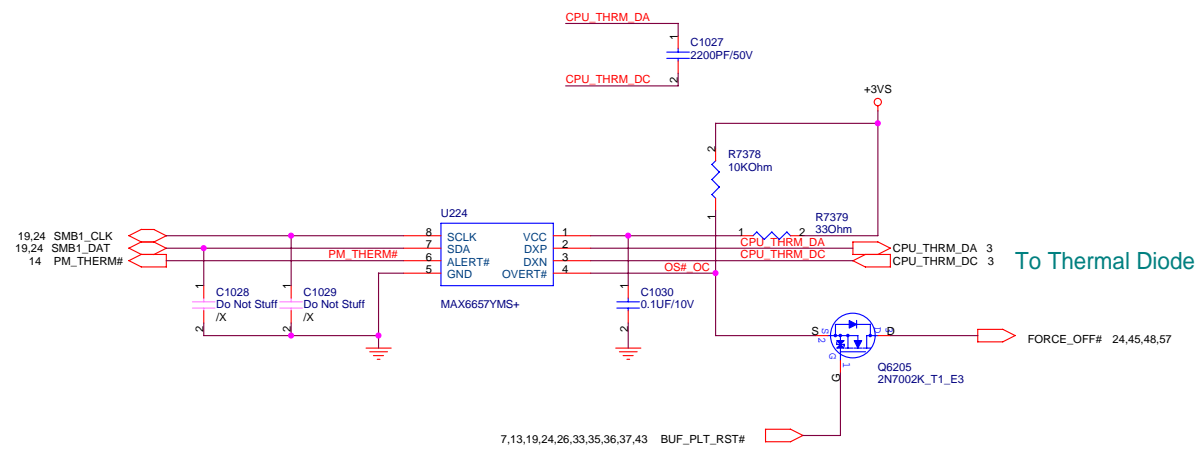 CPU_THRM_DA
1
C1027
2200PF/50V
CPU_THRM_DC
2
+3VS
2
R7378
10KOhm
1
U224
R7379
33Ohm
19,24 SMB1_CLK
8 SCLK VCC 1
1 2
19,24 SMB1_DAT
7 SDA DXP 2
CPU_THRM_DA
CPU_THRM_DA 3
14 PM_THERM#
PM_THERM#
6 ALERT# DXN 3
CPU_THRM_DC
CPU_THRM_DC 3
To Thermal Diode
5 GND OVERT# 4
OS#_OC
MAX6657YMS+
1
C1028
Do Not Stuff
/X
2
1
C1029
Do Not Stuff
/X
2
1
C1030
0.1UF/10V
2
S
S 2
G
1
D
D
FORCE_OFF# 24,45,48,57
Q6205
2N7002K_T1_E3
G
7,13,19,24,26,33,35,36,37,43 BUF_PLT_RST#